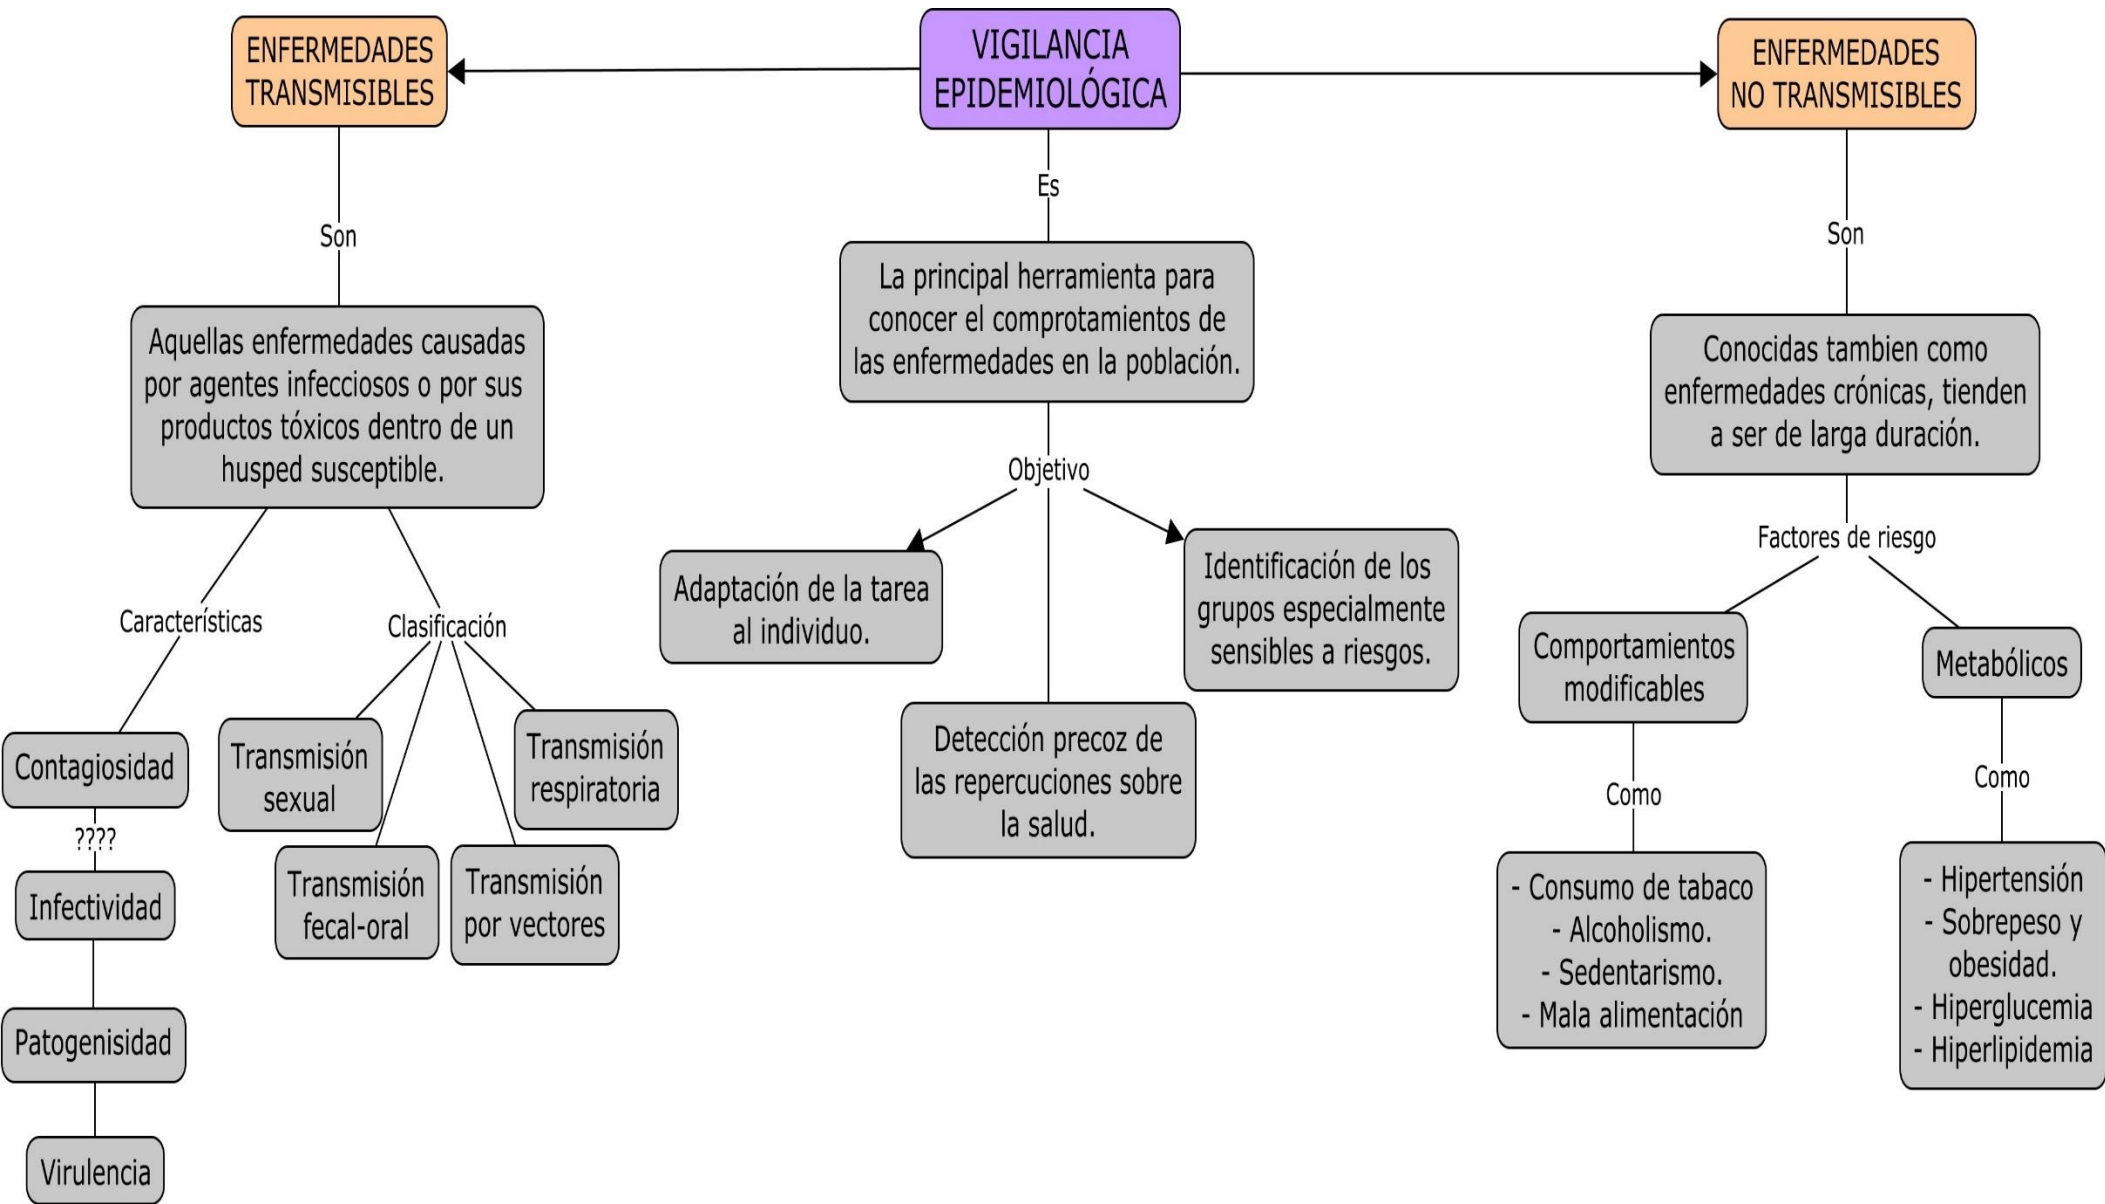 ENFERMEDADES
TRANSMISIBLES
Son
Aquellas enfermedades causadas
por agentes infecciosos o por sus
productos tóxicos dentro de un
husped susceptible.
Características
Contagiosidad
????
Infectividad
Patogenisidad
Virulencia
Clasificación
Transmisión
sexual
Transmisión
fecal-oral
Transmisión
por vectores
Transmisión
respiratoria
VIGILANCIA
EPIDEMIOLÓGICA
Es
La principal herramienta para
conocer el comprotamientos de
las enfermedades en la población.
Objetivo
Adaptación de la tarea
al individuo.
Detección precoz de
las repercuciones sobre
la salud.
Identificación de los
grupos especialmente
sensibles a riesgos.
ENFERMEDADES
NO TRANSMISIBLES
Son
Conocidas tambien como
enfermedades crónicas, tienden
a ser de larga duración.
Factores de riesgo
Comportamientos
modificables
Como
- Consumo de tabaco
- Alcoholismo.
- Sedentarismo.
- Mala alimentación
Metabólicos
Como
- Hipertensión
- Sobrepeso y
obesidad.
- Hiperglucemia
- Hiperlipidemia